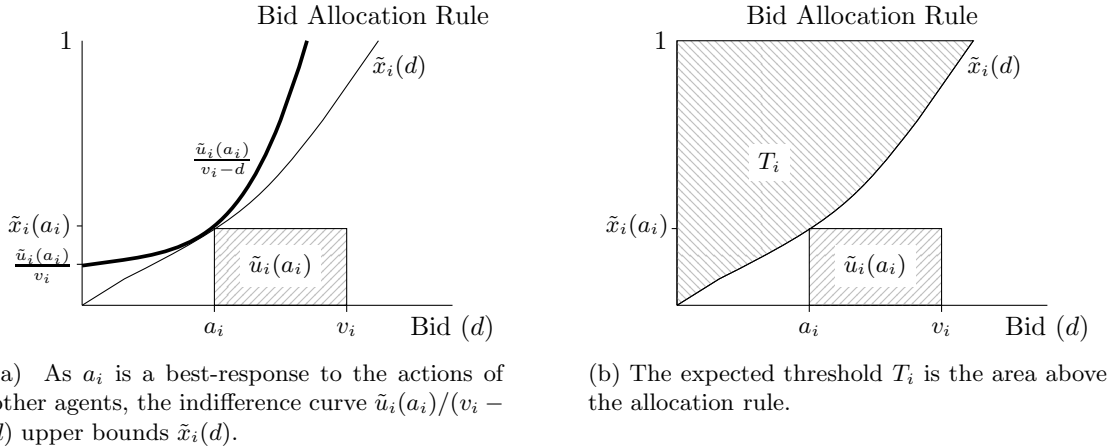 Bid Allocation Rule
1
x̃ᵢ(d)
ũᵢ(aᵢ)/(vᵢ−d)
x̃ᵢ(aᵢ)
ũᵢ(aᵢ)/vᵢ
ũᵢ(aᵢ)
aᵢ vᵢ Bid (d)
a) As aᵢ is a best-response to the actions of
other agents, the indifference curve ũᵢ(aᵢ)/(vᵢ −
d) upper bounds x̃ᵢ(d).
Bid Allocation Rule
1
x̃ᵢ(d)
Tᵢ
x̃ᵢ(aᵢ)
ũᵢ(aᵢ)
aᵢ vᵢ Bid (d)
(b) The expected threshold Tᵢ is the area above
the allocation rule.